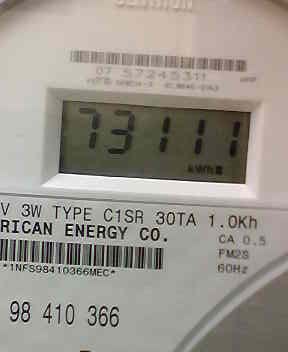 07 57245311
73111
kWh
V 3W TYPE C1SR 30TA 1.0Kh
RICAN ENERGY CO.
CA 0.5
FM2S
*1NFS98410366MEC*
60Hz
98 410 366